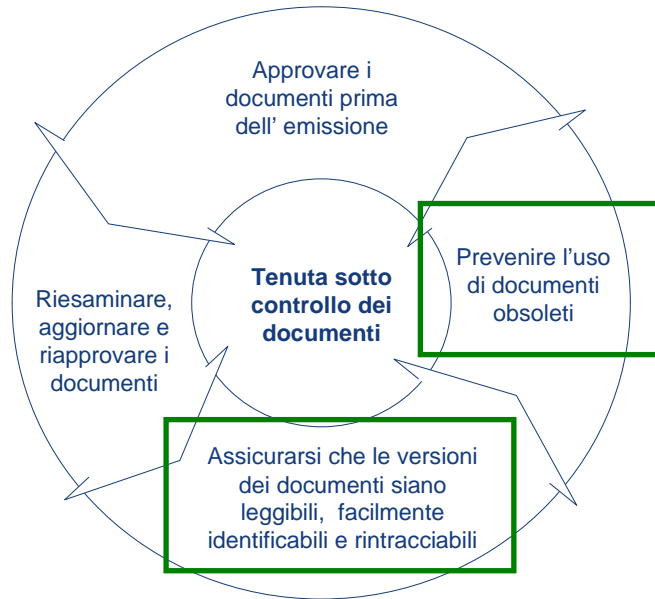 Approvare i
documenti prima
dell' emissione
Prevenire l'uso
di documenti
obsoleti
Tenuta sotto
controllo dei
documenti
Riesaminare,
aggiornare e
riapprovare i
documenti
Assicurarsi che le versioni
dei documenti siano
leggibili, facilmente
identificabili e rintracciabili